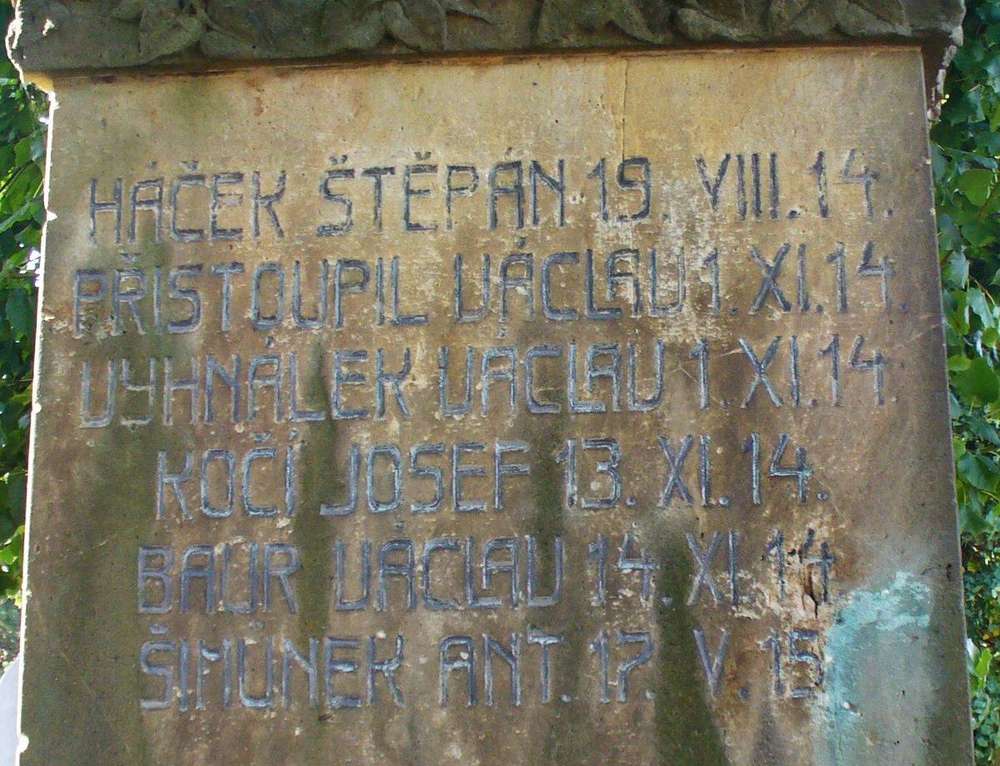 HÁČEK ŠTĚPÁN 19. VIII. 14.
PŘISTOUPIL VÁCLAV 1. XI. 14.
VYHNÁLEK VÁCLAV 1. XI. 14.
KOČÍ JOSEF 13. XI. 14.
BAUR VÁCLAV 14. XI. 14
ŠIMŮNEK ANT. 17. V. 15